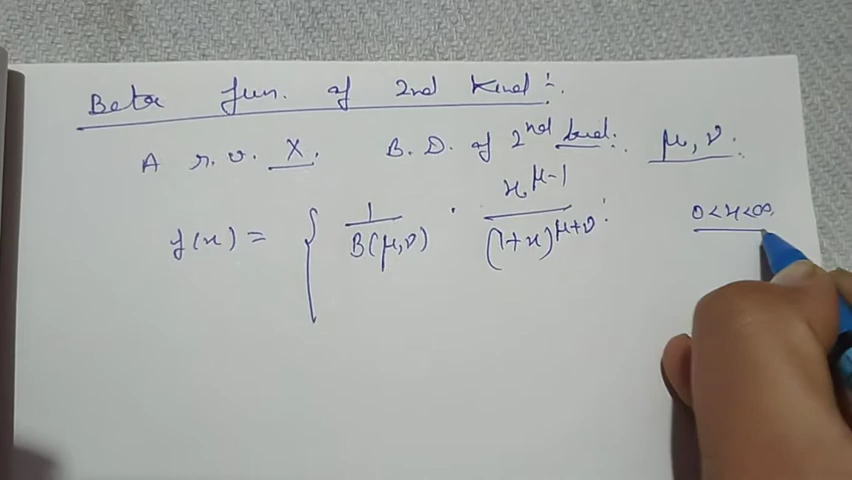 Beta fun. of 2nd Kind :-
A r. v. X. B. D. of 2nd kind. μ, ν.
f(x) = { 1/B(μ,ν) . x^μ-1/(1+x)^μ+ν : 0<x<∞,